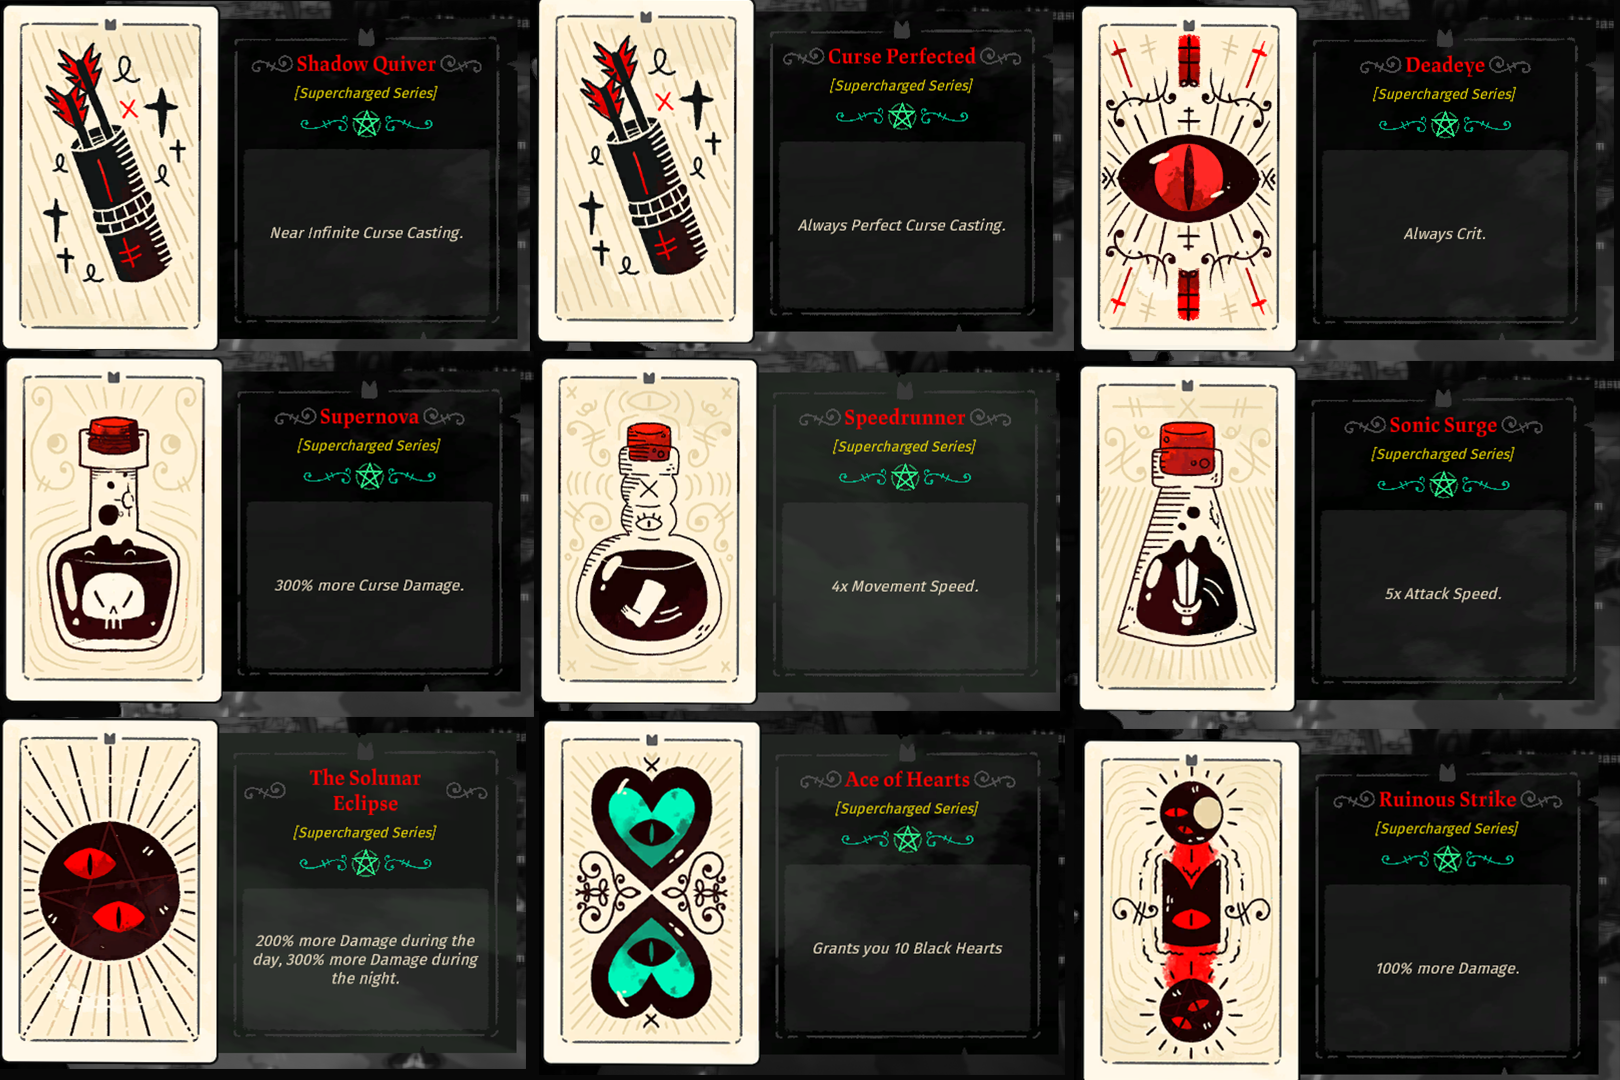 Shadow Quiver
[Supercharged Series]
Near Infinite Curse Casting.
Curse Perfected
[Supercharged Series]
Always Perfect Curse Casting.
Deadeye
[Supercharged Series]
Always Crit.
Supernova
[Supercharged Series]
300% more Curse Damage.
Speedrunner
[Supercharged Series]
4x Movement Speed.
Sonic Surge
[Supercharged Series]
5x Attack Speed.
The Solunar
Eclipse
[Supercharged Series]
200% more Damage during the
day, 300% more Damage during
the night.
Ace of Hearts
[Supercharged Series]
Grants you 10 Black Hearts
Ruinous Strike
[Supercharged Series]
100% more Damage.